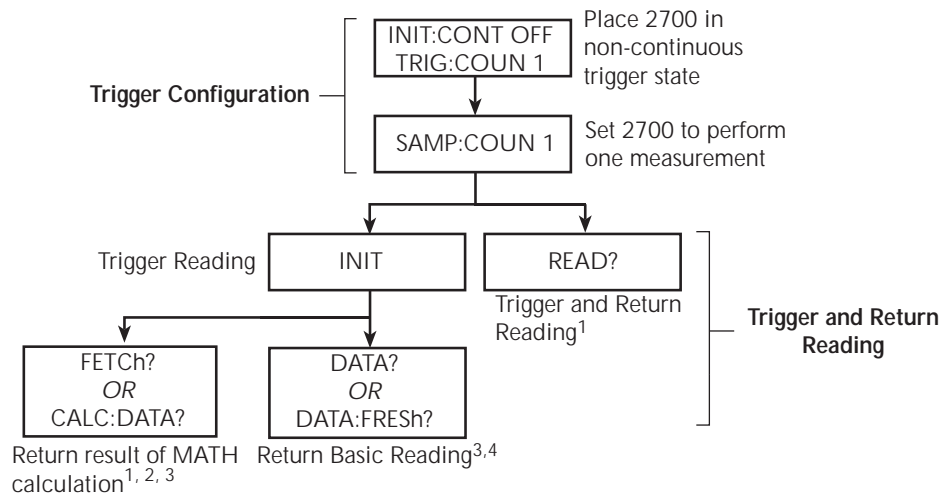 INIT:CONT OFF
TRIG:COUN 1
Place 2700 in
non-continuous
trigger state
Trigger Configuration
SAMP:COUN 1
Set 2700 to perform
one measurement
Trigger Reading
INIT
READ?
Trigger and Return
Reading1
Trigger and Return
Reading
FETCh?
OR
CALC:DATA?
DATA?
OR
DATA:FRESh?
Return result of MATH
calculation1, 2, 3
Return Basic Reading3,4